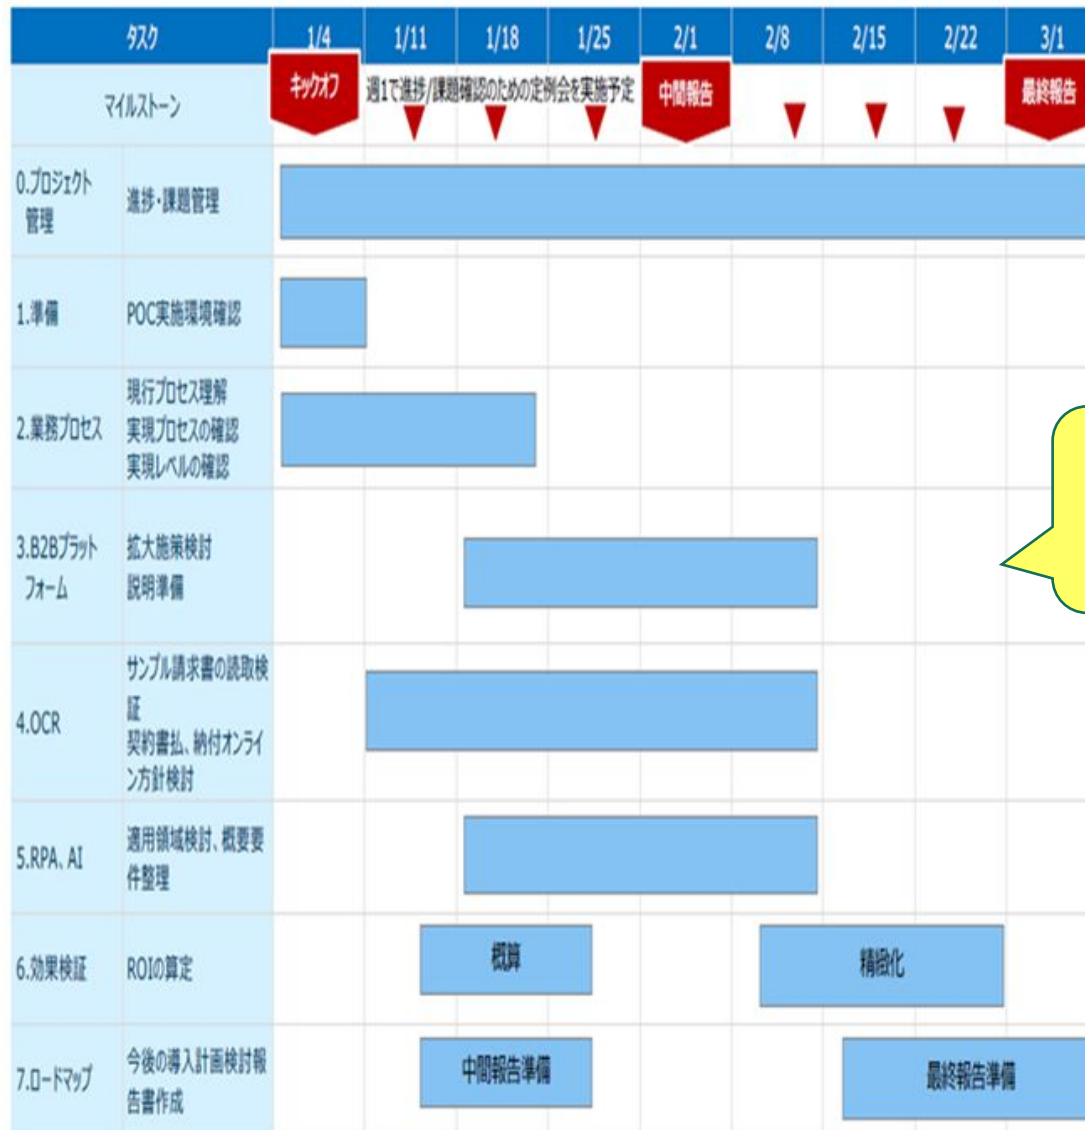 タスク 1/4 1/11 1/18 1/25 2/1 2/8 2/15 2/22 3/1
マイルストーン
キックオフ
週1で進捗/課題確認のための定例会を実施予定
中間報告
最終報告
0.プロジェクト
管理
進捗・課題管理
1.準備
POC実施環境確認
2.業務プロセス
現行プロセス理解
実現プロセスの確認
実現レベルの確認
3.B2Bプラット
フォーム
拡大施策検討
説明準備
4.OCR
サンプル請求書の読取検
証
契約書払、納付オンライ
ン方針検討
5.RPA、AI
適用領域検討、概要要
件整理
6.効果検証
ROIの算定
概算
精緻化
7.ロードマップ
今後の導入計画検討報
告書作成
中間報告準備
最終報告準備